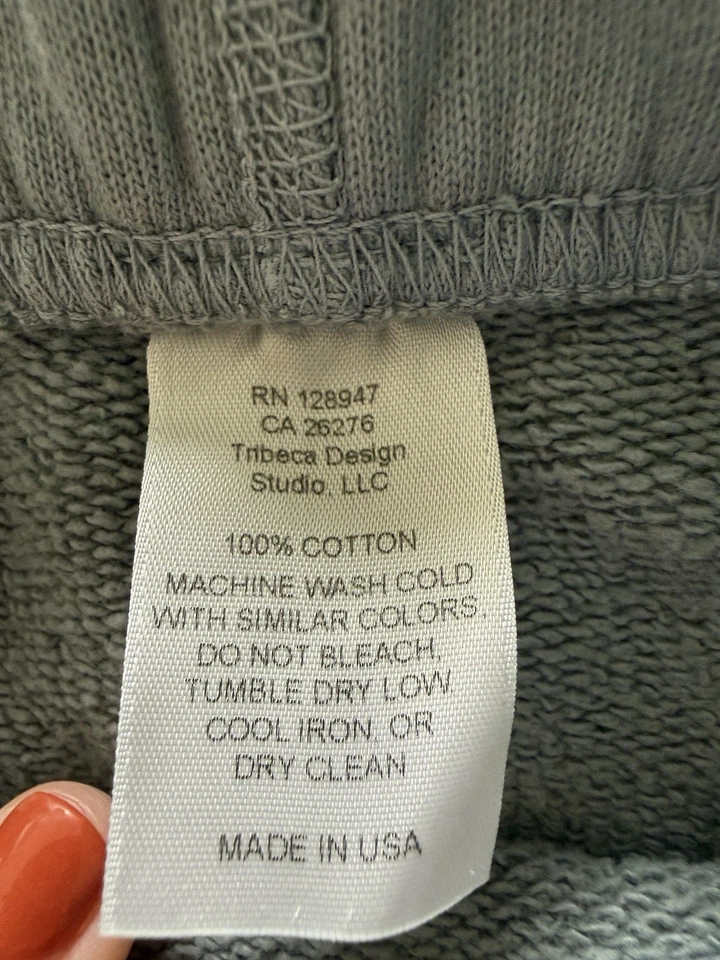 RN 128947
CA 26276
Tribeca Design
Studio, LLC
100% COTTON
MACHINE WASH COLD
WITH SIMILAR COLORS.
DO NOT BLEACH.
TUMBLE DRY LOW.
COOL IRON. OR
DRY CLEAN
MADE IN USA